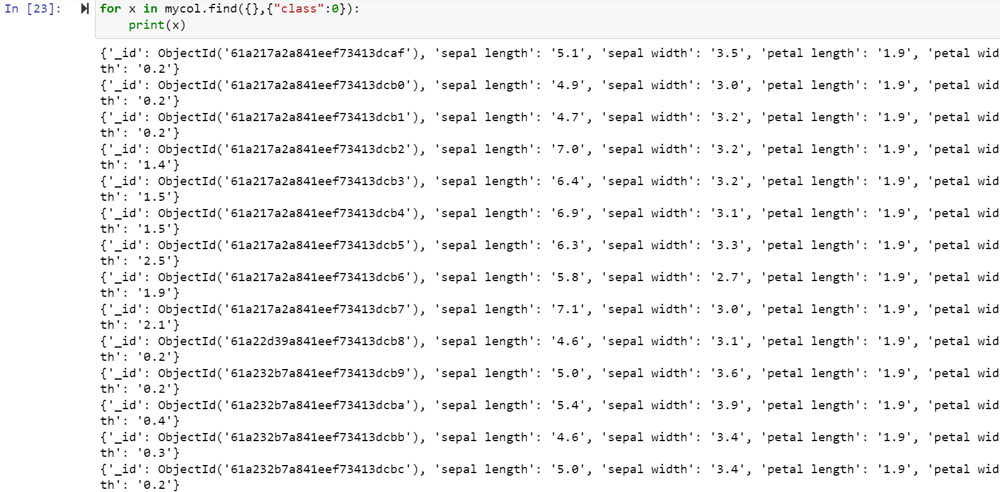 In [23]:
for x in mycol.find({},{"class":0}):
    print(x)
{'_id': ObjectId('61a217a2a841eef73413dcaf'), 'sepal length': '5.1', 'sepal width': '3.5', 'petal length': '1.9', 'petal wid
th': '0.2'}
{'_id': ObjectId('61a217a2a841eef73413dcb0'), 'sepal length': '4.9', 'sepal width': '3.0', 'petal length': '1.9', 'petal wid
th': '0.2'}
{'_id': ObjectId('61a217a2a841eef73413dcb1'), 'sepal length': '4.7', 'sepal width': '3.2', 'petal length': '1.9', 'petal wid
th': '0.2'}
{'_id': ObjectId('61a217a2a841eef73413dcb2'), 'sepal length': '7.0', 'sepal width': '3.2', 'petal length': '1.9', 'petal wid
th': '1.4'}
{'_id': ObjectId('61a217a2a841eef73413dcb3'), 'sepal length': '6.4', 'sepal width': '3.2', 'petal length': '1.9', 'petal wid
th': '1.5'}
{'_id': ObjectId('61a217a2a841eef73413dcb4'), 'sepal length': '6.9', 'sepal width': '3.1', 'petal length': '1.9', 'petal wid
th': '1.5'}
{'_id': ObjectId('61a217a2a841eef73413dcb5'), 'sepal length': '6.3', 'sepal width': '3.3', 'petal length': '1.9', 'petal wid
th': '2.5'}
{'_id': ObjectId('61a217a2a841eef73413dcb6'), 'sepal length': '5.8', 'sepal width': '2.7', 'petal length': '1.9', 'petal wid
th': '1.9'}
{'_id': ObjectId('61a217a2a841eef73413dcb7'), 'sepal length': '7.1', 'sepal width': '3.0', 'petal length': '1.9', 'petal wid
th': '2.1'}
{'_id': ObjectId('61a22d39a841eef73413dcb8'), 'sepal length': '4.6', 'sepal width': '3.1', 'petal length': '1.9', 'petal wid
th': '0.2'}
{'_id': ObjectId('61a232b7a841eef73413dcb9'), 'sepal length': '5.0', 'sepal width': '3.6', 'petal length': '1.9', 'petal wid
th': '0.2'}
{'_id': ObjectId('61a232b7a841eef73413dcba'), 'sepal length': '5.4', 'sepal width': '3.9', 'petal length': '1.9', 'petal wid
th': '0.4'}
{'_id': ObjectId('61a232b7a841eef73413dcbb'), 'sepal length': '4.6', 'sepal width': '3.4', 'petal length': '1.9', 'petal wid
th': '0.3'}
{'_id': ObjectId('61a232b7a841eef73413dcbc'), 'sepal length': '5.0', 'sepal width': '3.4', 'petal length': '1.9', 'petal wid
th': '0.2'}